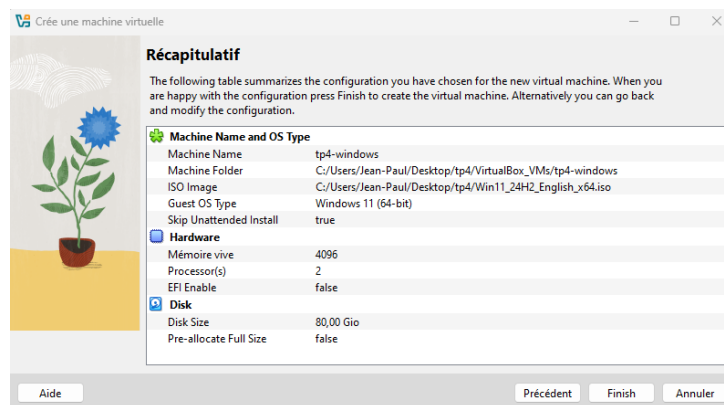 Crée une machine virtuelle
Récapitulatif
The following table summarizes the configuration you have chosen for the new virtual machine. When you
are happy with the configuration press Finish to create the virtual machine. Alternatively you can go back
and modify the configuration.
Machine Name and OS Type
Machine Name tp4-windows
Machine Folder C:/Users/Jean-Paul/Desktop/tp4/VirtualBox_VMs/tp4-windows
ISO Image C:/Users/Jean-Paul/Desktop/tp4/Win11_24H2_English_x64.iso
Guest OS Type Windows 11 (64-bit)
Skip Unattended Install true
Hardware
Mémoire vive 4096
Processor(s) 2
EFI Enable false
Disk
Disk Size 80,00 Gio
Pre-allocate Full Size false
Aide Précédent Finish Annuler